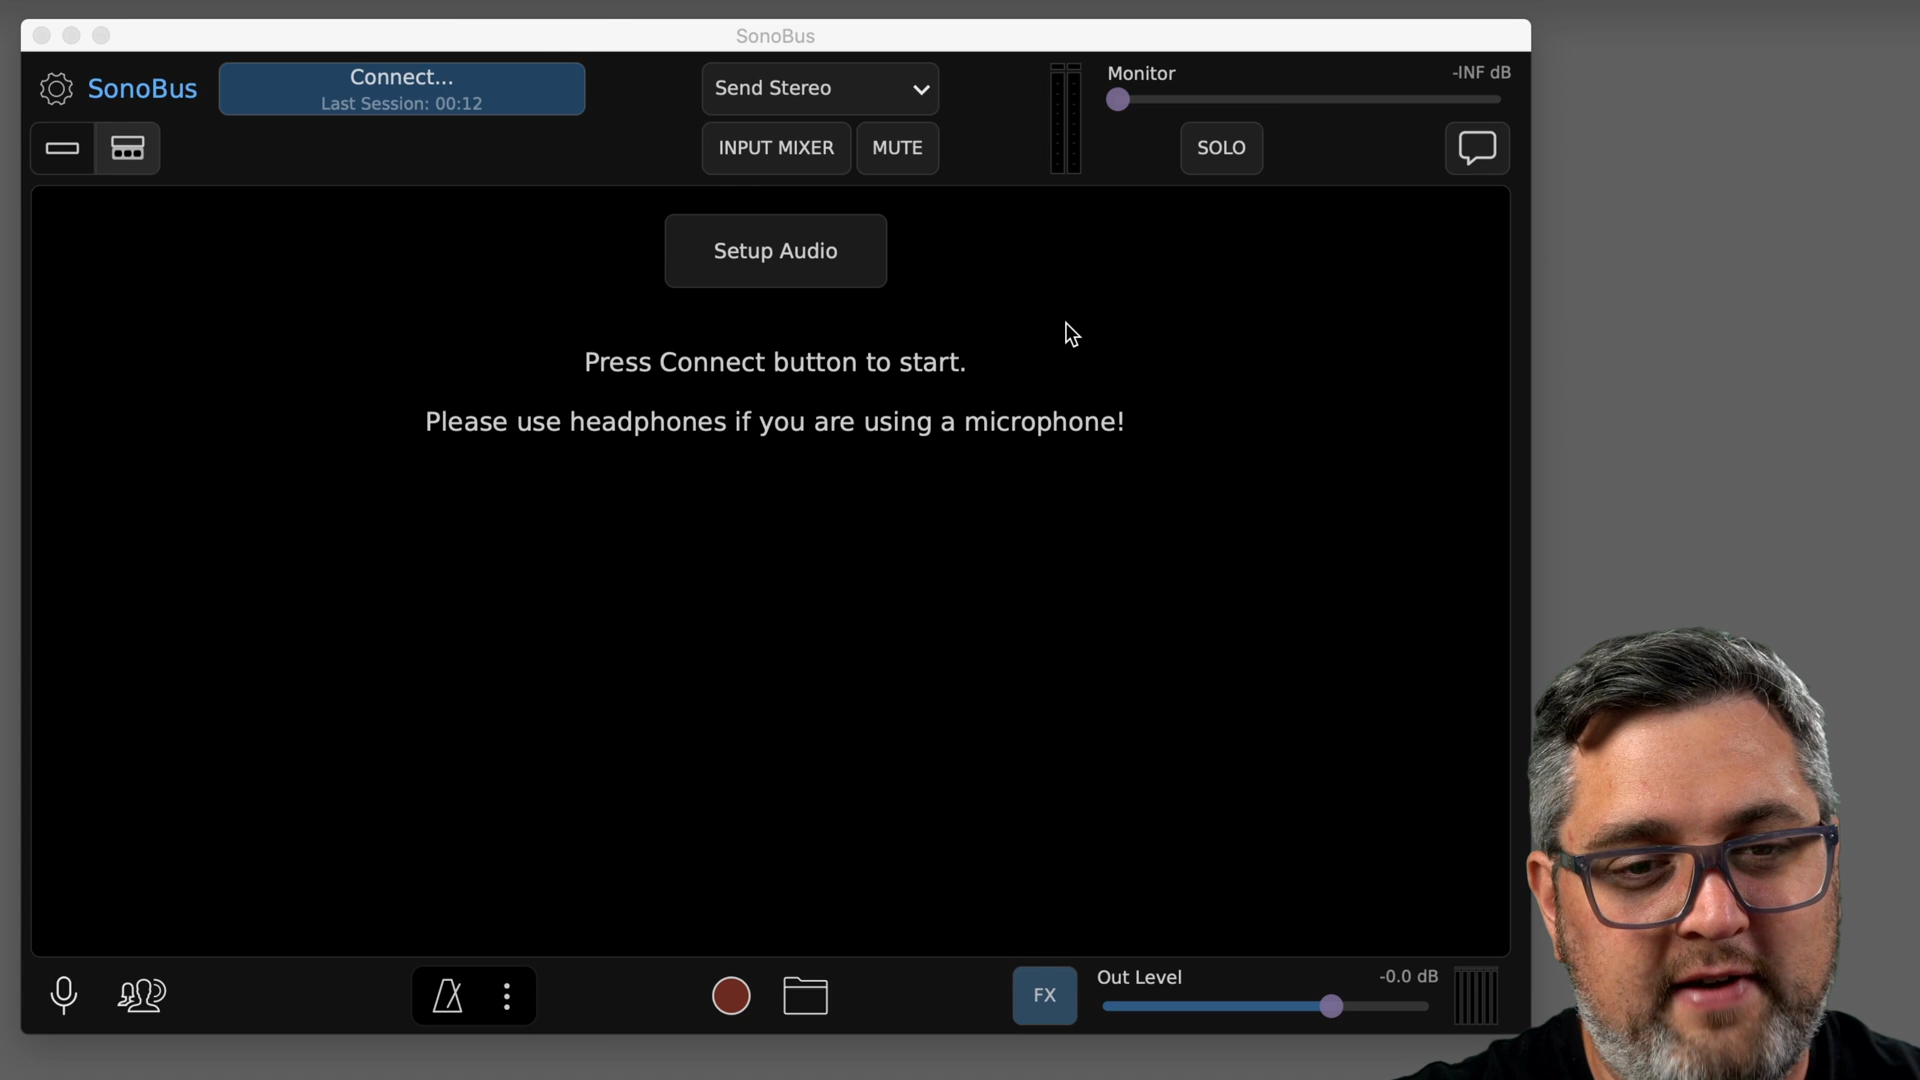 SonoBus
SonoBus
Connect...
Last Session: 00:12
Send Stereo
INPUT MIXER
MUTE
Monitor
-INF dB
SOLO
Setup Audio
Press Connect button to start.
Please use headphones if you are using a microphone!
FX
Out Level
-0.0 dB